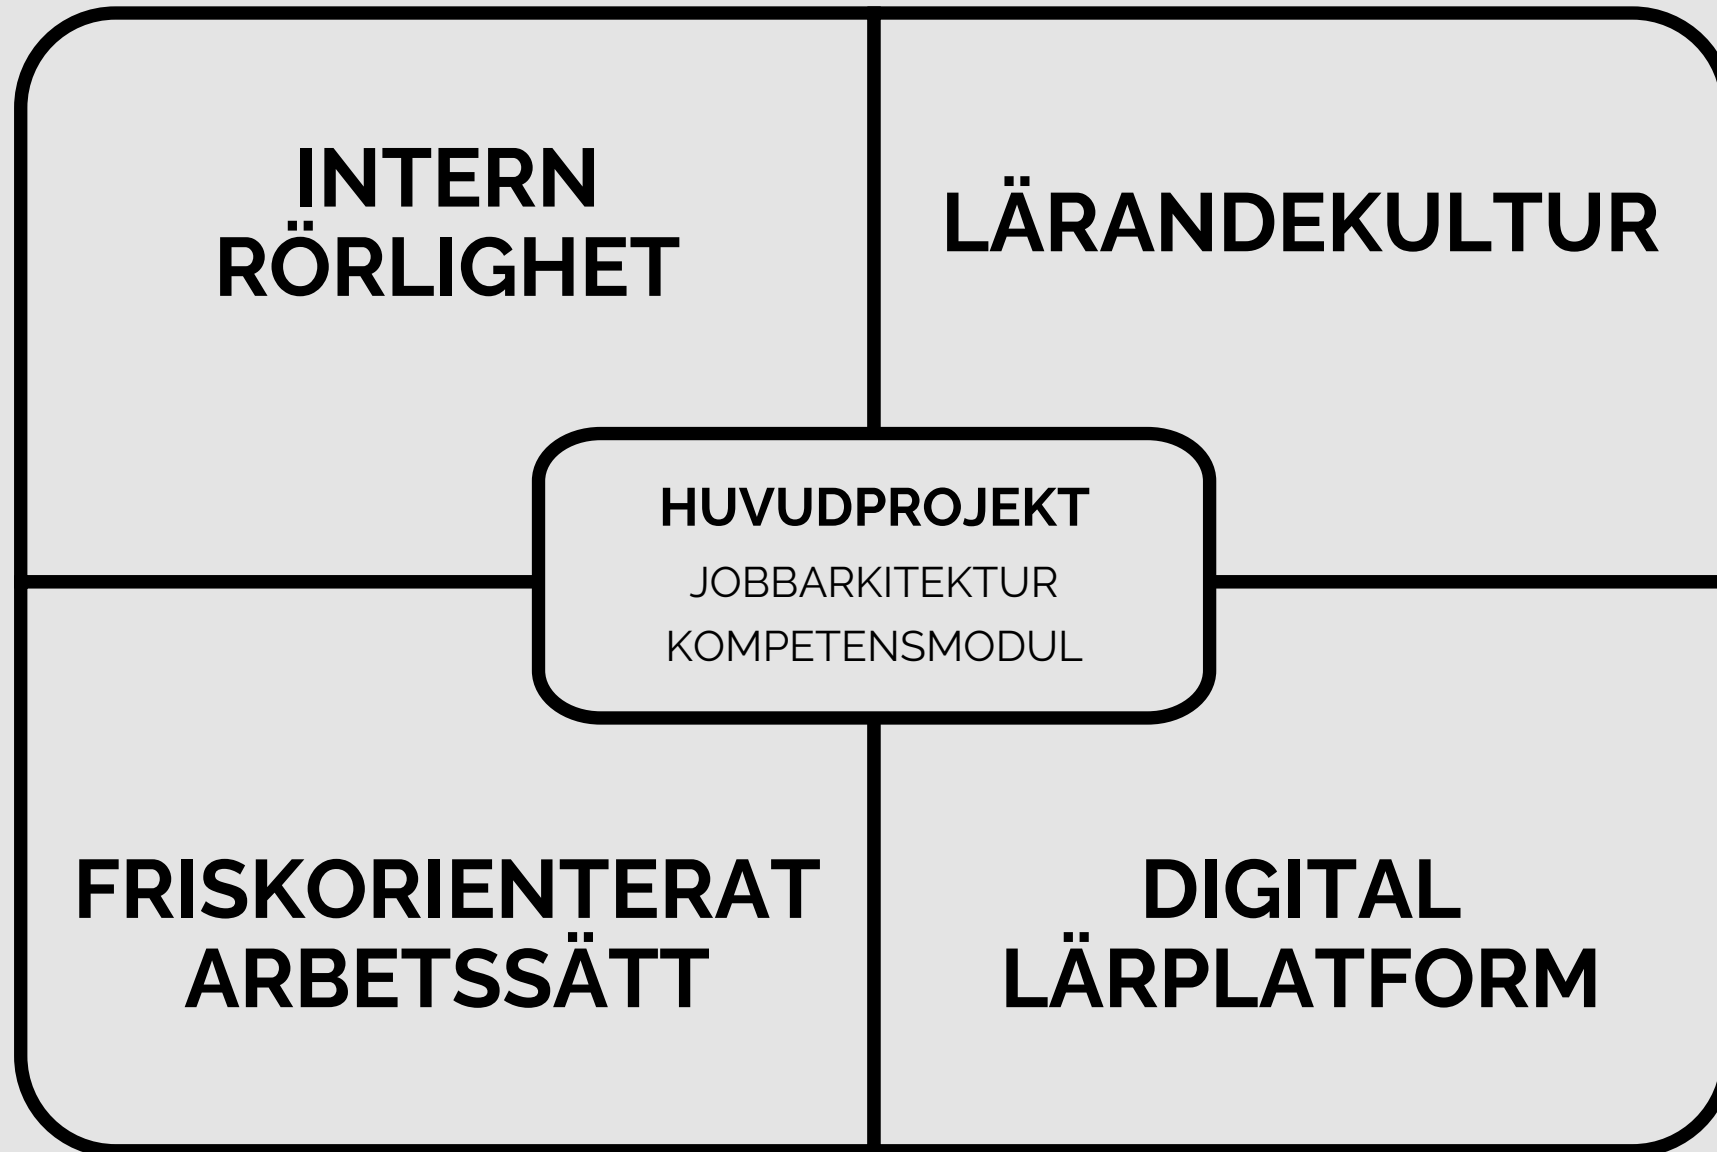 INTERN
RÖRLIGHET
LÄRANDEKULTUR
HUVUDPROJEKT
JOBBARKITEKTUR
KOMPETENSMODUL
FRISKORIENTERAT
ARBETSSÄTT
DIGITAL
LÄRPLATFORM